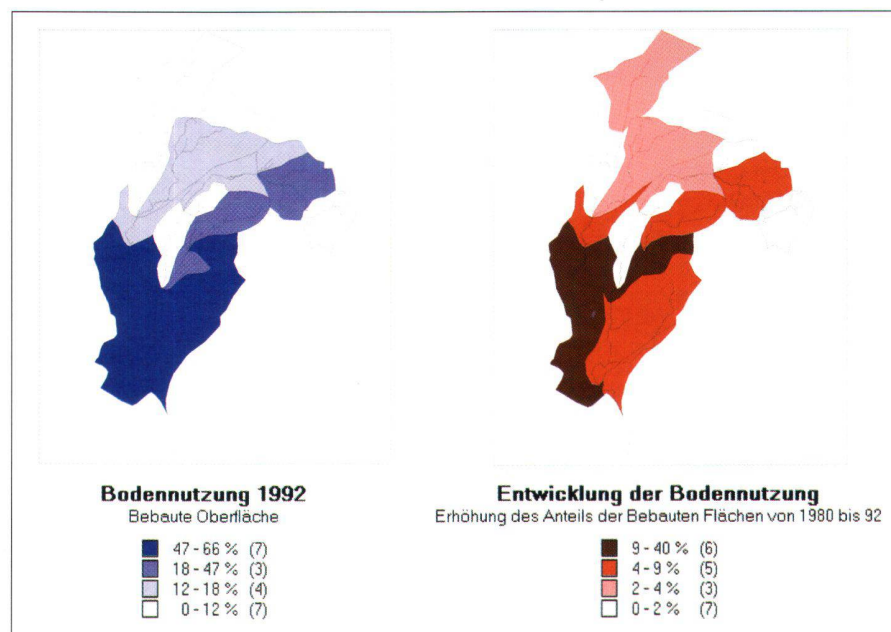 Bodennutzung 1992
Bebaute Oberfläche
47 - 66 % (7)
18 - 47 % (3)
12 - 18 % (4)
0 - 12 % (7)
Entwicklung der Bodennutzung
Erhöhung des Anteils der Bebauten Flächen von 1980 bis 92
9 - 40 % (6)
4 - 9 % (5)
2 - 4 % (3)
0 - 2 % (7)